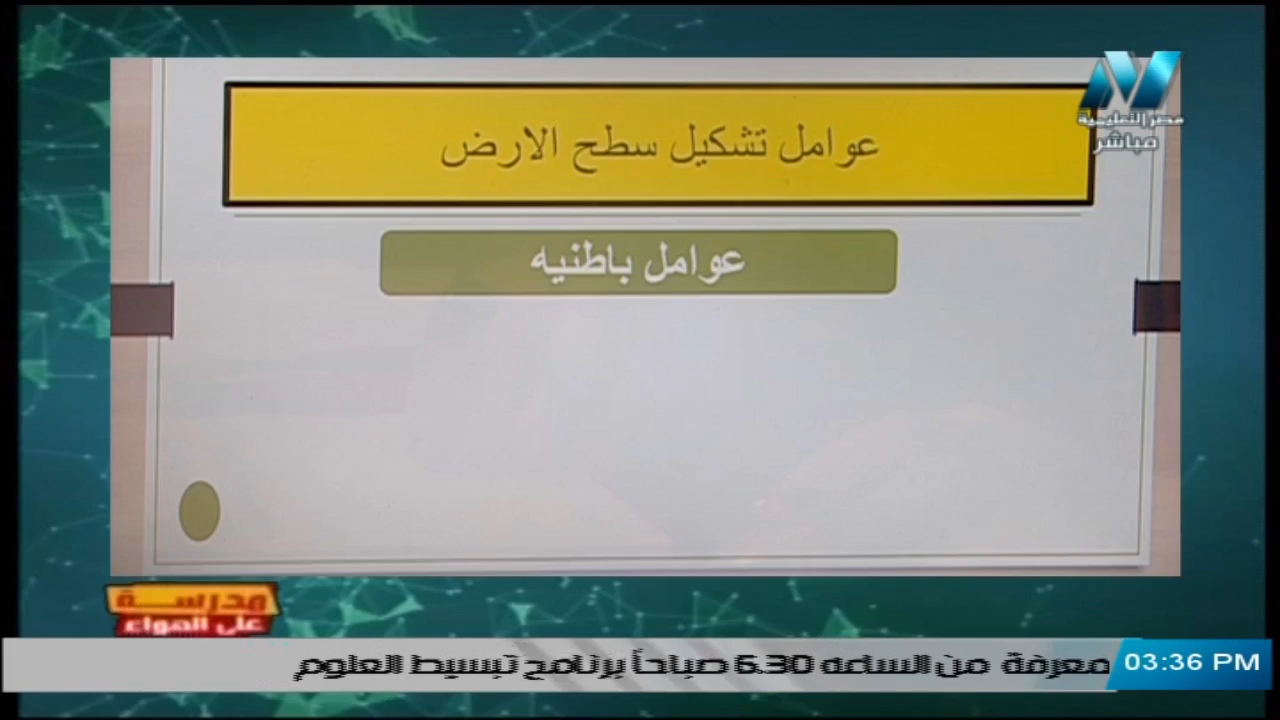 عوامل تشكيل سطح الارض
مصر التعليمية
مباشر
عوامل باطنيه
مدرسة
على الهواء
معرفة من الساعه 6.30 صباحاً برنامج تبسيط العلوم
03:36 PM